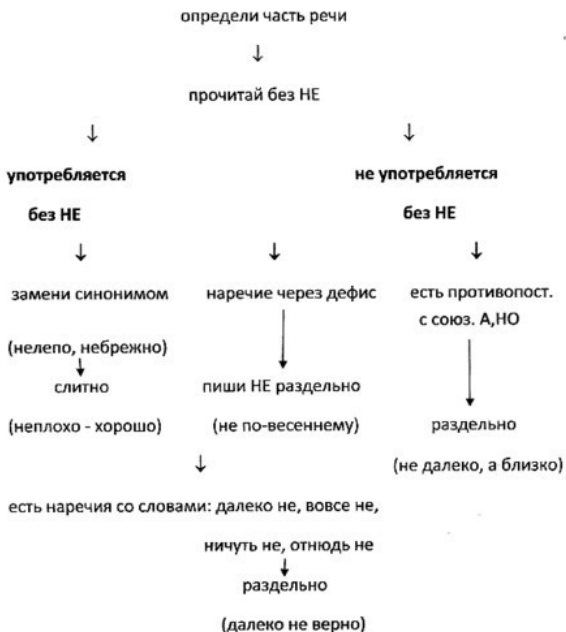 определи часть речи
↓
прочитай без НЕ
↓ ↓
употребляется не употребляется
без НЕ без НЕ
↓ ↓ ↓
замени синонимом наречие через дефис есть противопост.
с союз. А,НО
(нелепо, небрежно)
слитно пиши НЕ раздельно
(неплохо - хорошо) (не по-весеннему) раздельно
↓ (не далеко, а близко)
есть наречия со словами: далеко не, вовсе не,
ничуть не, отнюдь не
раздельно
(далеко не верно)